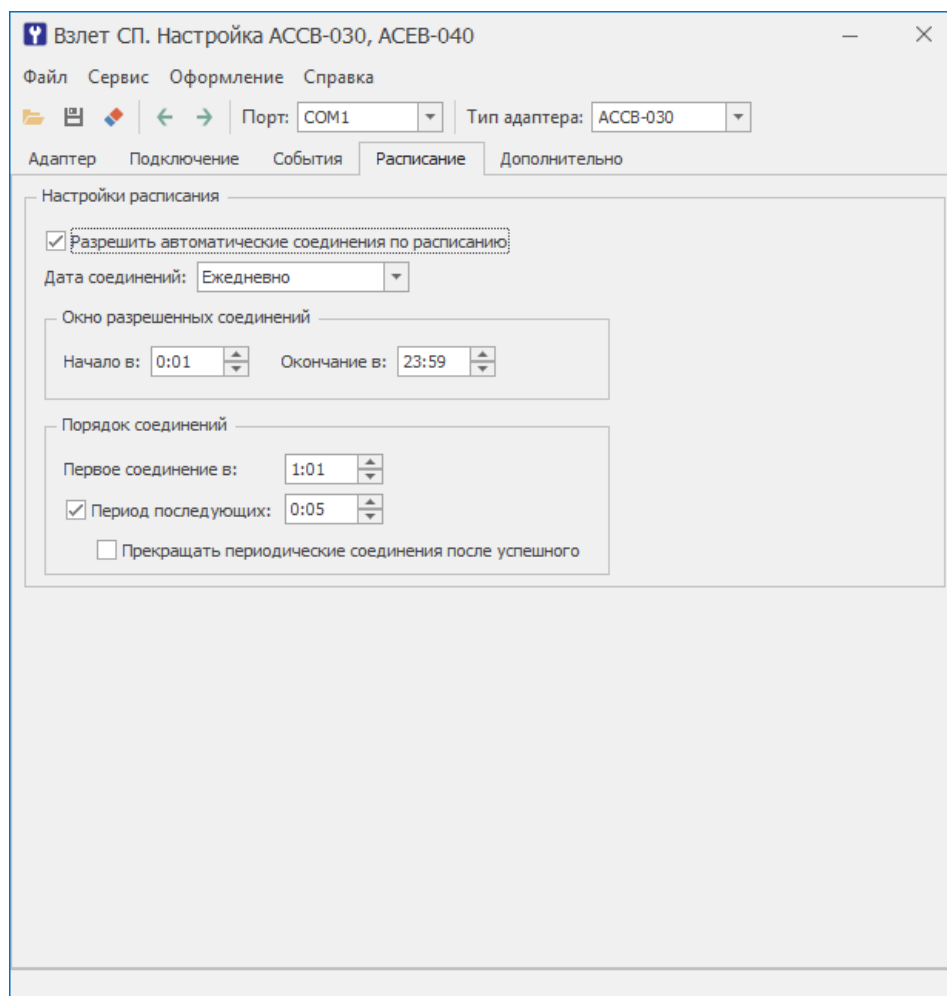 Взлет СП. Настройка АССВ-030, АСЕВ-040
Файл Сервис Оформление Справка
Порт: COM1 Тип адаптера: АССВ-030
Адаптер Подключение События Расписание Дополнительно
Настройки расписания
Разрешить автоматические соединения по расписанию
Дата соединений: Ежедневно
Окно разрешенных соединений
Начало в: 0:01 Окончание в: 23:59
Порядок соединений
Первое соединение в: 1:01
Период последующих: 0:05
Прекращать периодические соединения после успешного